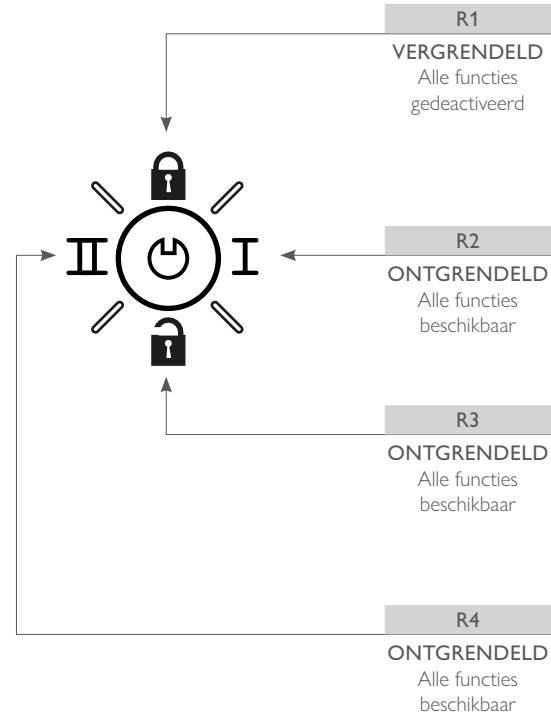 R1
VERGRENDELD
Alle functies
gedeactiveerd
II I
R2
ONTGRENDELD
Alle functies
beschikbaar
R3
ONTGRENDELD
Alle functies
beschikbaar
R4
ONTGRENDELD
Alle functies
beschikbaar